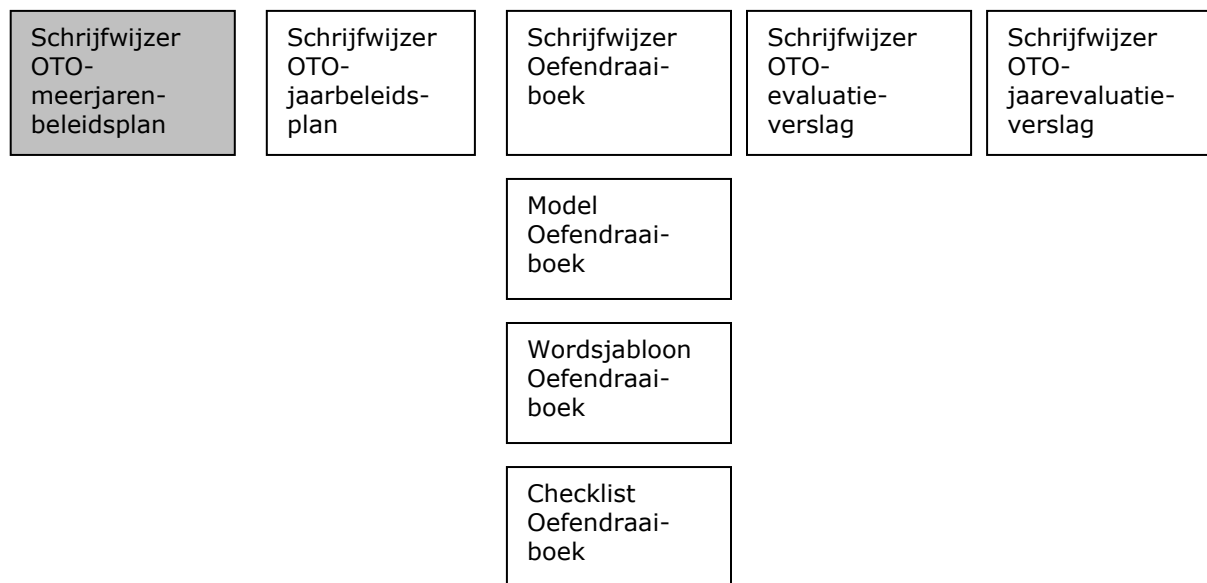 Schrijfwijzer
OTO-
meerjaren-
beleidsplan
Schrijfwijzer
OTO-
jaarbeleids-
plan
Schrijfwijzer
Oefendraai-
boek
Schrijfwijzer
OTO-
evaluatie-
verslag
Schrijfwijzer
OTO-
jaarevaluatie-
verslag
Model
Oefendraai-
boek
Wordsjabloon
Oefendraai-
boek
Checklist
Oefendraai-
boek